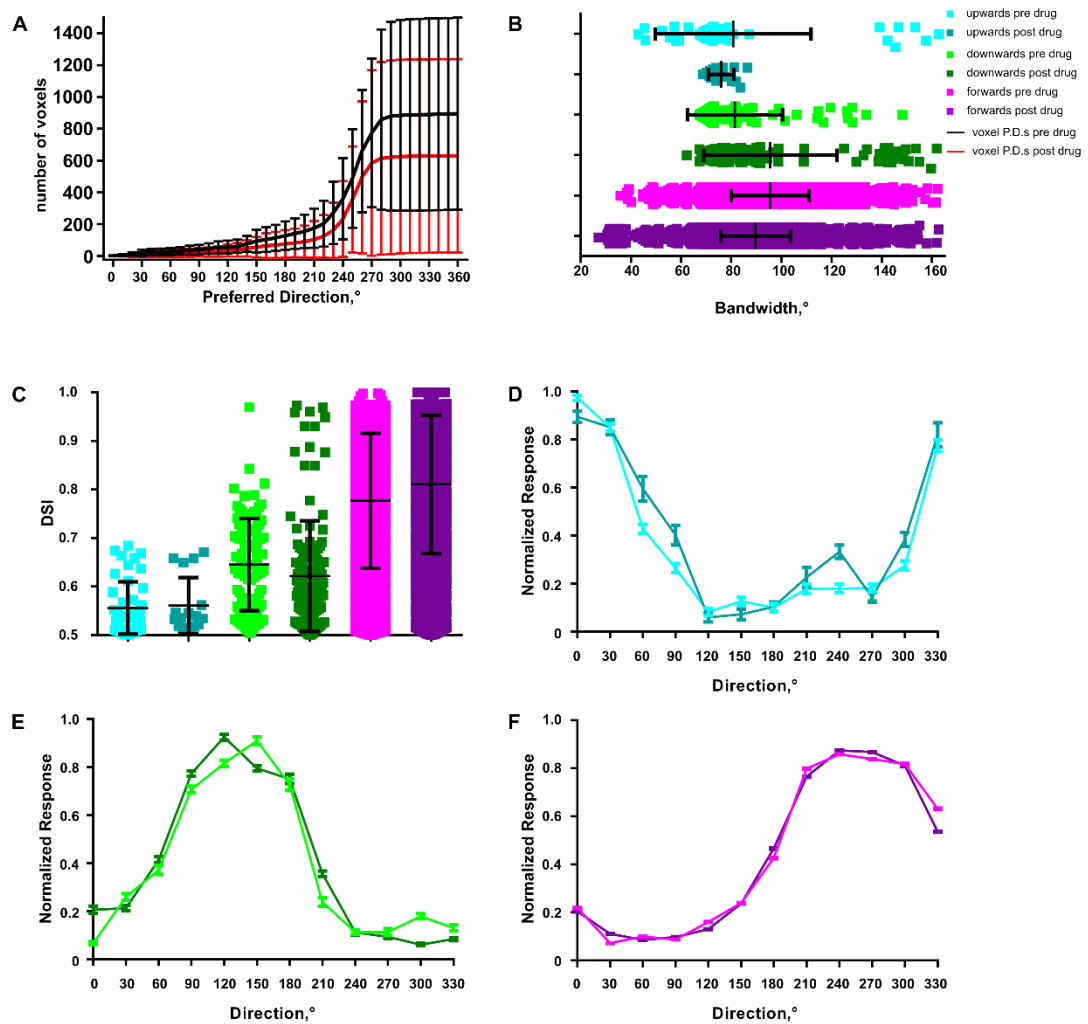 A
number of voxels
1400
1200
1000
800
600
400
200
0
0 30 60 90 120 150 180 210 240 270 300 330 360
Preferred Direction,°
B
20 40 60 80 100 120 140 160
Bandwidth,°
upwards pre drug
upwards post drug
downwards pre drug
downwards post drug
forwards pre drug
forwards post drug
voxel P.D.s pre drug
voxel P.D.s post drug
C
DSI
1.0
0.9
0.8
0.7
0.6
0.5
D
Normalized Response
1.0
0.8
0.6
0.4
0.2
0
0 30 60 90 120 150 180 210 240 270 300 330
Direction,°
E
Normalized Response
1.0
0.8
0.6
0.4
0.2
0
0 30 60 90 120 150 180 210 240 270 300 330
Direction,°
F
Normalized Response
1.0
0.8
0.6
0.4
0.2
0
0 30 60 90 120 150 180 210 240 270 300 330
Direction,°